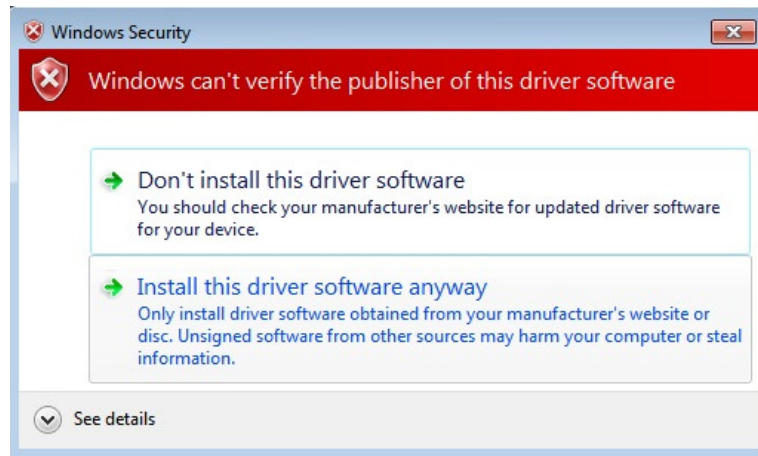 Windows Security
Windows can't verify the publisher of this driver software
Don't install this driver software
You should check your manufacturer's website for updated driver software
for your device.
Install this driver software anyway
Only install driver software obtained from your manufacturer's website or
disc. Unsigned software from other sources may harm your computer or steal
information.
See details